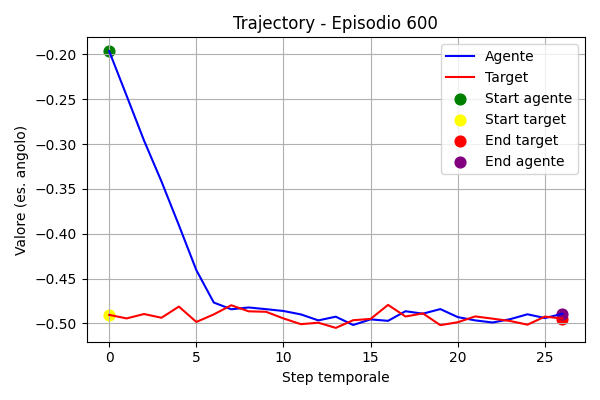 Trajectory - Episodio 600
Valore (es. angolo)
−0.20
−0.25
−0.30
−0.35
−0.40
−0.45
−0.50
0
5
10
15
20
25
Step temporale
Agente
Target
Start agente
Start target
End target
End agente